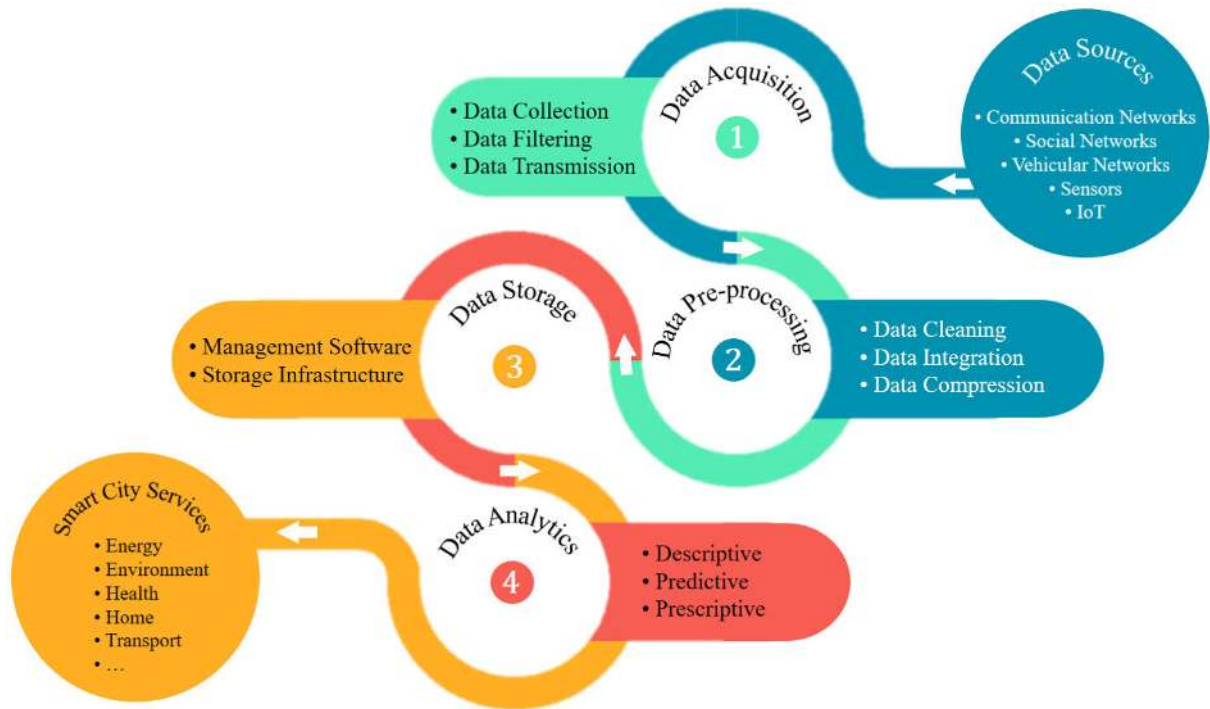 Data Sources
• Communication Networks
• Social Networks
• Vehicular Networks
• Sensors
• IoT
Data Acquisition
1
• Data Collection
• Data Filtering
• Data Transmission
Data Pre-processing
2
• Data Cleaning
• Data Integration
• Data Compression
Data Storage
3
• Management Software
• Storage Infrastructure
Data Analytics
4
• Descriptive
• Predictive
• Prescriptive
Smart City Services
• Energy
• Environment
• Health
• Home
• Transport
• ...